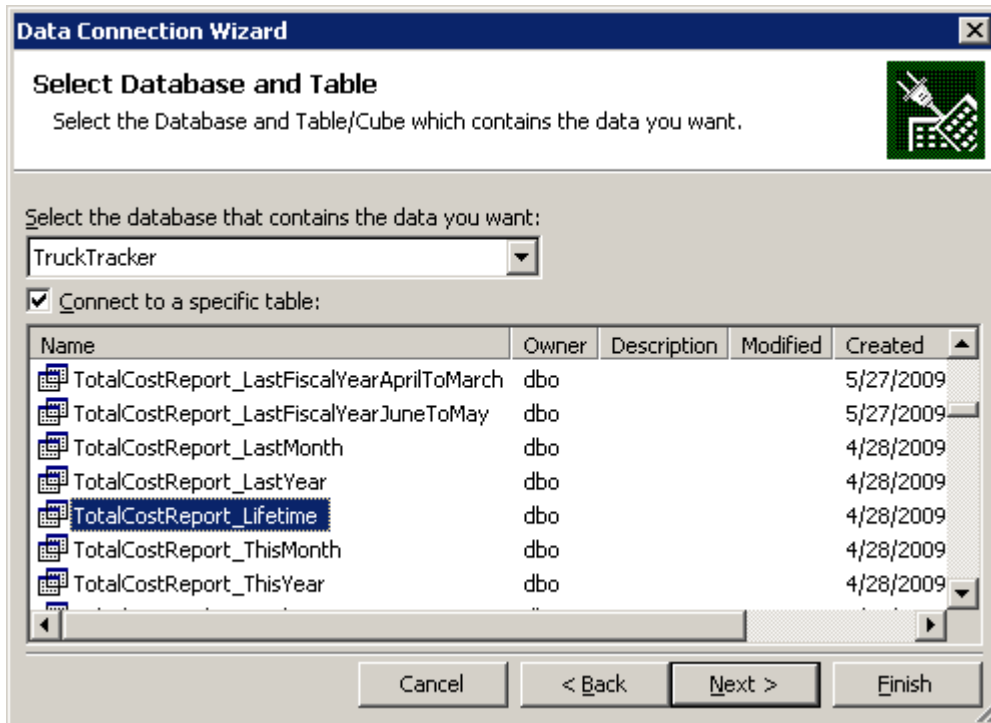 Data Connection Wizard
Select Database and Table
Select the Database and Table/Cube which contains the data you want.
Select the database that contains the data you want:
TruckTracker
Connect to a specific table:
Name Owner Description Modified Created
TotalCostReport_LastFiscalYearAprilToMarch dbo 5/27/2009
TotalCostReport_LastFiscalYearJuneToMay dbo 5/27/2009
TotalCostReport_LastMonth dbo 4/28/2009
TotalCostReport_LastYear dbo 4/28/2009
TotalCostReport_Lifetime dbo 4/28/2009
TotalCostReport_ThisMonth dbo 4/28/2009
TotalCostReport_ThisYear dbo 4/28/2009
Cancel < Back Next > Finish